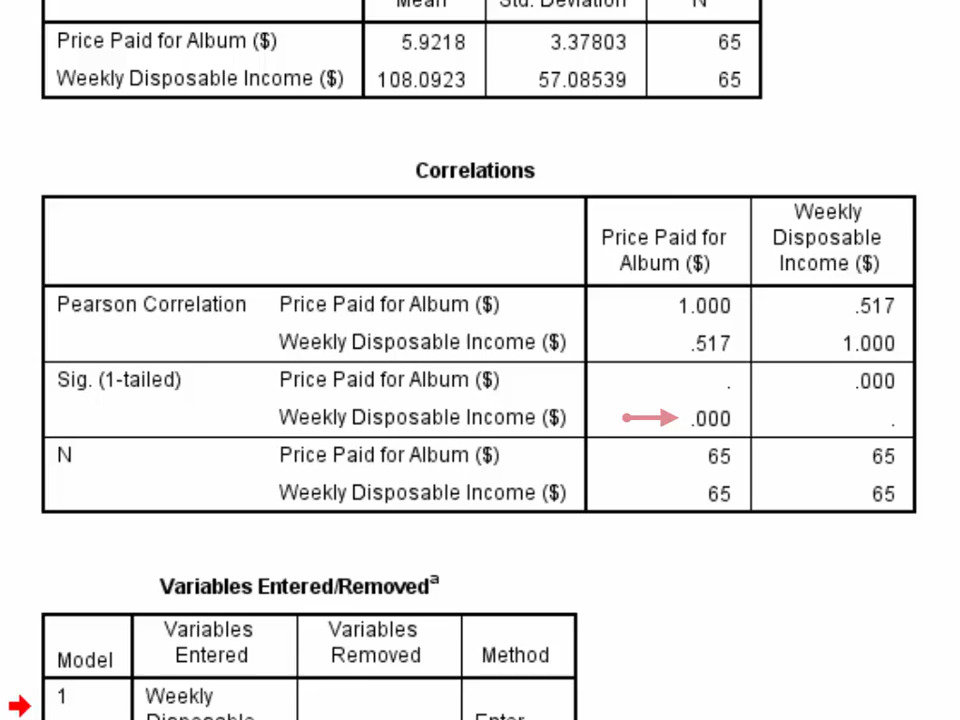 Mean Std. Deviation N
Price Paid for Album ($) 5.9218 3.37803 65
Weekly Disposable Income ($) 108.0923 57.08539 65
Correlations
Price Paid for Album ($) Weekly Disposable Income ($)
Pearson Correlation Price Paid for Album ($) 1.000 .517
Weekly Disposable Income ($) .517 1.000
Sig. (1-tailed) Price Paid for Album ($) . .000
Weekly Disposable Income ($) .000 .
N Price Paid for Album ($) 65 65
Weekly Disposable Income ($) 65 65
Variables Entered/Removedᵃ
Model Variables Entered Variables Removed Method
1 Weekly
Disposable Enter